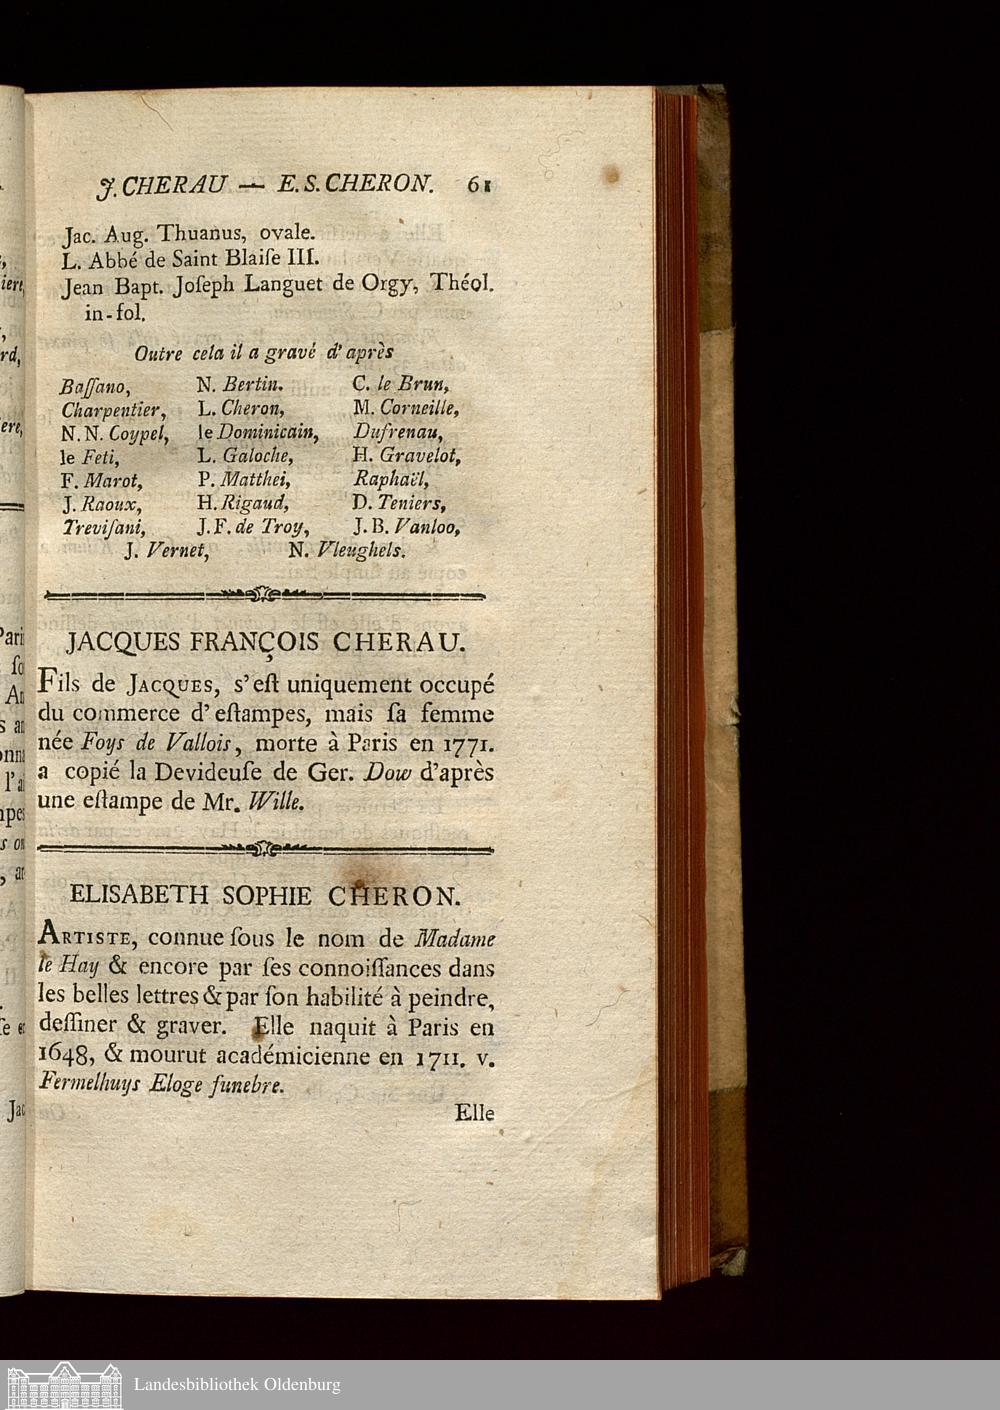 J. CHERAU — E. S. CHERON. 61
Jac. Aug. Thuanus, ovale.
L. Abbé de Saint Blaiſe III.
Jean Bapt. Joſeph Languet de Orgy, Théol.
in-fol.
Outre cela il a gravé d'après
Baſſano, N. Bertin. C. le Brun,
Charpentier, L. Cheron, M. Corneille,
N. N. Coypel, le Dominicain, Dufrenau,
le Feti, L. Galoche, H. Gravelot,
F. Marot, P. Matthei, Raphaël,
J. Raoux, H. Rigaud, D. Teniers,
Treviſani, J. F. de Troy, J. B. Vanloo,
J. Vernet, N. Vleughels.
JACQUES FRANÇOIS CHERAU.
Fils de JACQUES, s'eſt uniquement occupé
du commerce d'eſtampes, mais ſa femme
née Foys de Vallois, morte à Paris en 1771.
a copié la Devideuſe de Ger. Dow d'après
une eſtampe de Mr. Wille.
ELISABETH SOPHIE CHERON.
ARTISTE, connue ſous le nom de Madame
le Hay & encore par ſes connoiſſances dans
les belles lettres & par ſon habilité à peindre,
deſſiner & graver. Elle naquit à Paris en
1648, & mourut académicienne en 1711. v.
Fermelhuys Eloge funebre.
Elle
Landesbibliothek Oldenburg